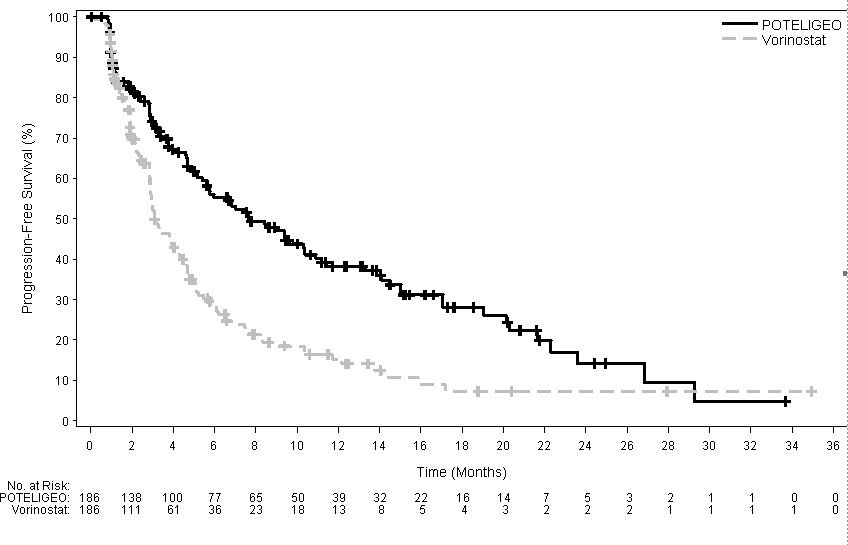 POTELIGEO
Vorinostat
Progression-Free Survival (%)
100
90
80
70
60
50
40
30
20
10
0
0 2 4 6 8 10 12 14 16 18 20 22 24 26 28 30 32 34 36
Time (Months)
No. at Risk:
POTELIGEO: 186 138 100 77 65 50 39 32 22 16 14 7 5 3 2 1 1 0 0
Vorinostat: 186 111 61 36 23 18 13 8 5 4 3 2 2 2 1 1 1 1 0